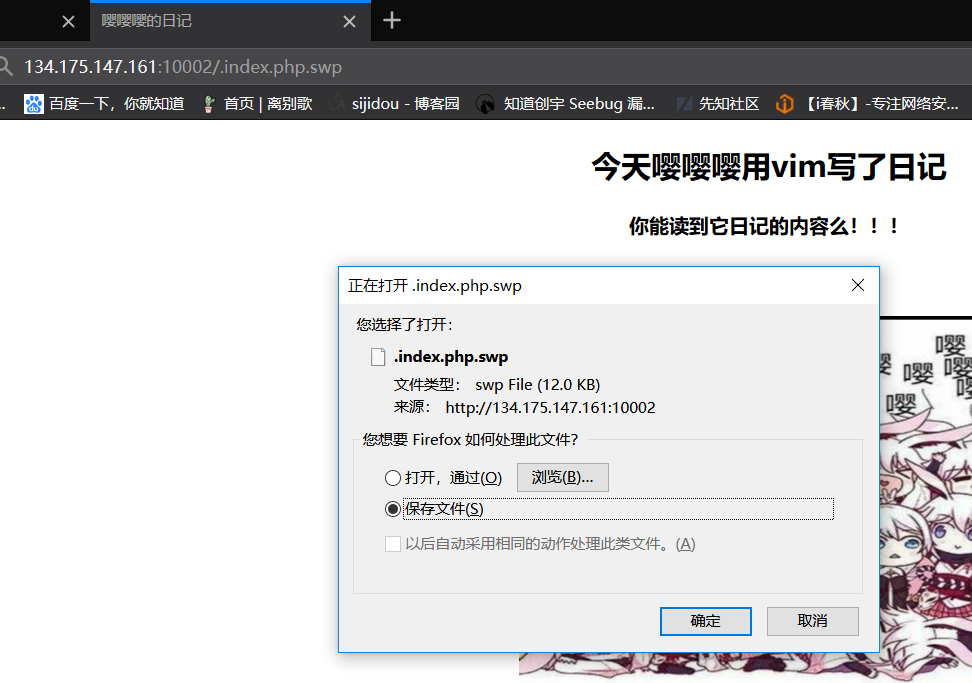 嘤嘤嘤的日记
134.175.147.161:10002/.index.php.swp
.. 百度一下，你就知道 首页 | 离别歌 sijidou - 博客园 知道创宇 Seebug 漏... 先知社区 【i春秋】-专注网络安...
今天嘤嘤嘤用vim写了日记
你能读到它日记的内容么！！！
正在打开 .index.php.swp
您选择了打开：
.index.php.swp
文件类型： swp File (12.0 KB)
来源： http://134.175.147.161:10002
您想要 Firefox 如何处理此文件？
打开，通过(O) 浏览(B)...
保存文件(S)
以后自动采用相同的动作处理此类文件。(A)
确定 取消
嘤
嘤
嘤
嘤